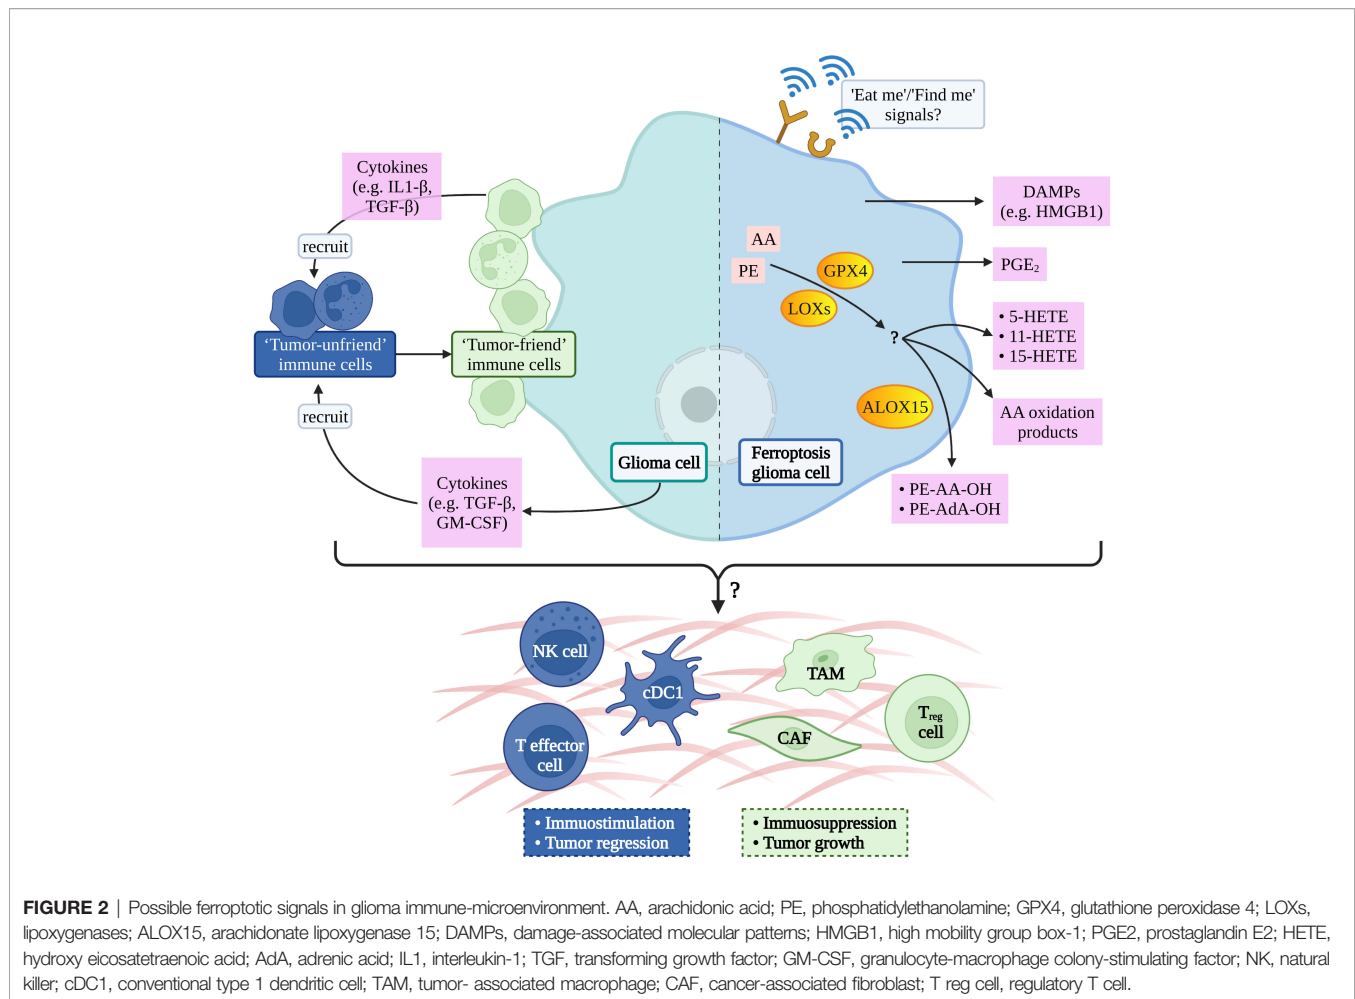 'Eat me'/'Find me'
signals?
Cytokines
(e.g. IL1-β,
TGF-β)
recruit
‘Tumor-unfriend’
immune cells
‘Tumor-friend’
immune cells
recruit
Cytokines
(e.g. TGF-β,
GM-CSF)
Glioma cell
Ferroptosis
glioma cell
AA
PE
GPX4
LOXs
?
ALOX15
DAMPs
(e.g. HMGB1)
PGE₂
• 5-HETE
• 11-HETE
• 15-HETE
AA oxidation
products
• PE-AA-OH
• PE-AdA-OH
?
NK cell
cDC1
T effector
cell
TAM
CAF
Treg
cell
• Immuostimulation
• Tumor regression
• Immuosuppression
• Tumor growth
FIGURE 2 | Possible ferroptotic signals in glioma immune-microenvironment. AA, arachidonic acid; PE, phosphatidylethanolamine; GPX4, glutathione peroxidase 4; LOXs,
lipoxygenases; ALOX15, arachidonate lipoxygenase 15; DAMPs, damage-associated molecular patterns; HMGB1, high mobility group box-1; PGE2, prostaglandin E2; HETE,
hydroxy eicosatetraenoic acid; AdA, adrenic acid; IL1, interleukin-1; TGF, transforming growth factor; GM-CSF, granulocyte-macrophage colony-stimulating factor; NK, natural
killer; cDC1, conventional type 1 dendritic cell; TAM, tumor- associated macrophage; CAF, cancer-associated fibroblast; T reg cell, regulatory T cell.